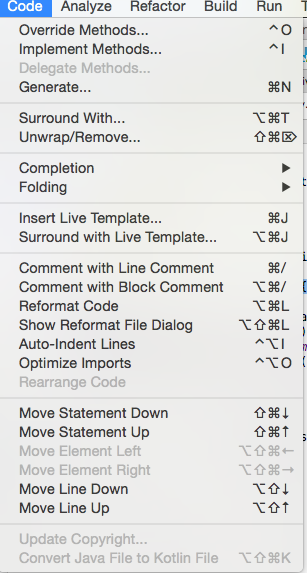 Code Analyze Refactor Build Run
Override Methods... ^O
Implement Methods... ^I
Delegate Methods...
Generate... ⌘N
Surround With... ⌥⌘T
Unwrap/Remove... ⇧⌘⌦
Completion ▶
Folding ▶
Insert Live Template... ⌘J
Surround with Live Template... ⌥⌘J
Comment with Line Comment ⌘/
Comment with Block Comment ⌥⌘/
Reformat Code ⌥⌘L
Show Reformat File Dialog ⌥⇧⌘L
Auto-Indent Lines ^⌥I
Optimize Imports ^⌥O
Rearrange Code
Move Statement Down ⇧⌘↓
Move Statement Up ⇧⌘↑
Move Element Left ⌥⇧⌘←
Move Element Right ⌥⇧⌘→
Move Line Down ⌥⇧↓
Move Line Up ⌥⇧↑
Update Copyright...
Convert Java File to Kotlin File ⌥⇧⌘K